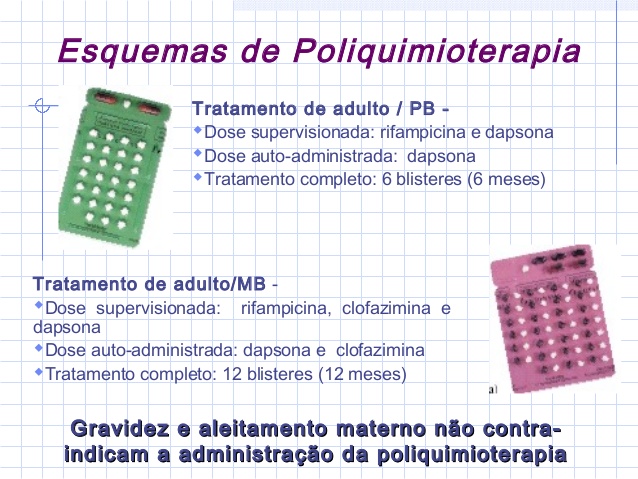 Esquemas de Poliquimioterapia
Tratamento de adulto / PB -
Dose supervisionada: rifampicina e dapsona
Dose auto-administrada: dapsona
Tratamento completo: 6 blisteres (6 meses)
Tratamento de adulto/MB -
Dose supervisionada: rifampicina, clofazimina e
dapsona
Dose auto-administrada: dapsona e clofazimina
Tratamento completo: 12 blisteres (12 meses)
Gravidez e aleitamento materno não contra-
indicam a administração da poliquimioterapia